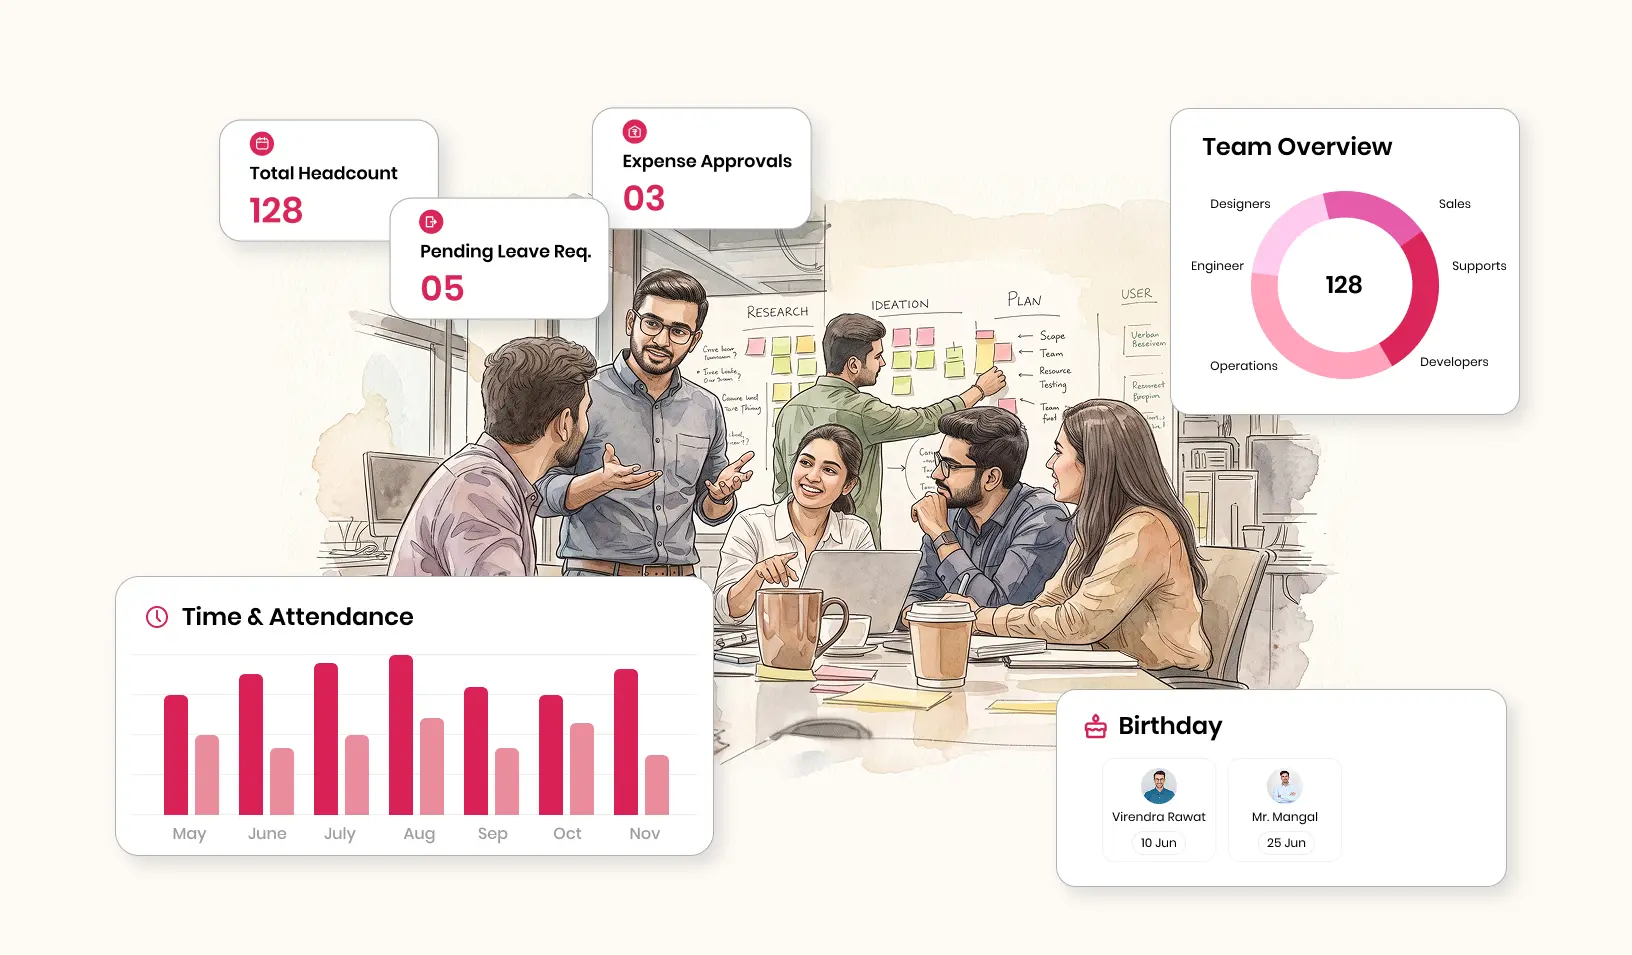 Total Headcount
128
Pending Leave Req.
05
Expense Approvals
03
Team Overview
Designers
Sales
Engineer
128
Supports
Operations
Developers
RESEARCH
IDEATION
PLAN
USER
Scope
Team
Resource
Testing
Team
Time & Attendance
May
June
July
Aug
Sep
Oct
Nov
Birthday
Virendra Rawat
10 Jun
Mr. Mangal
25 Jun